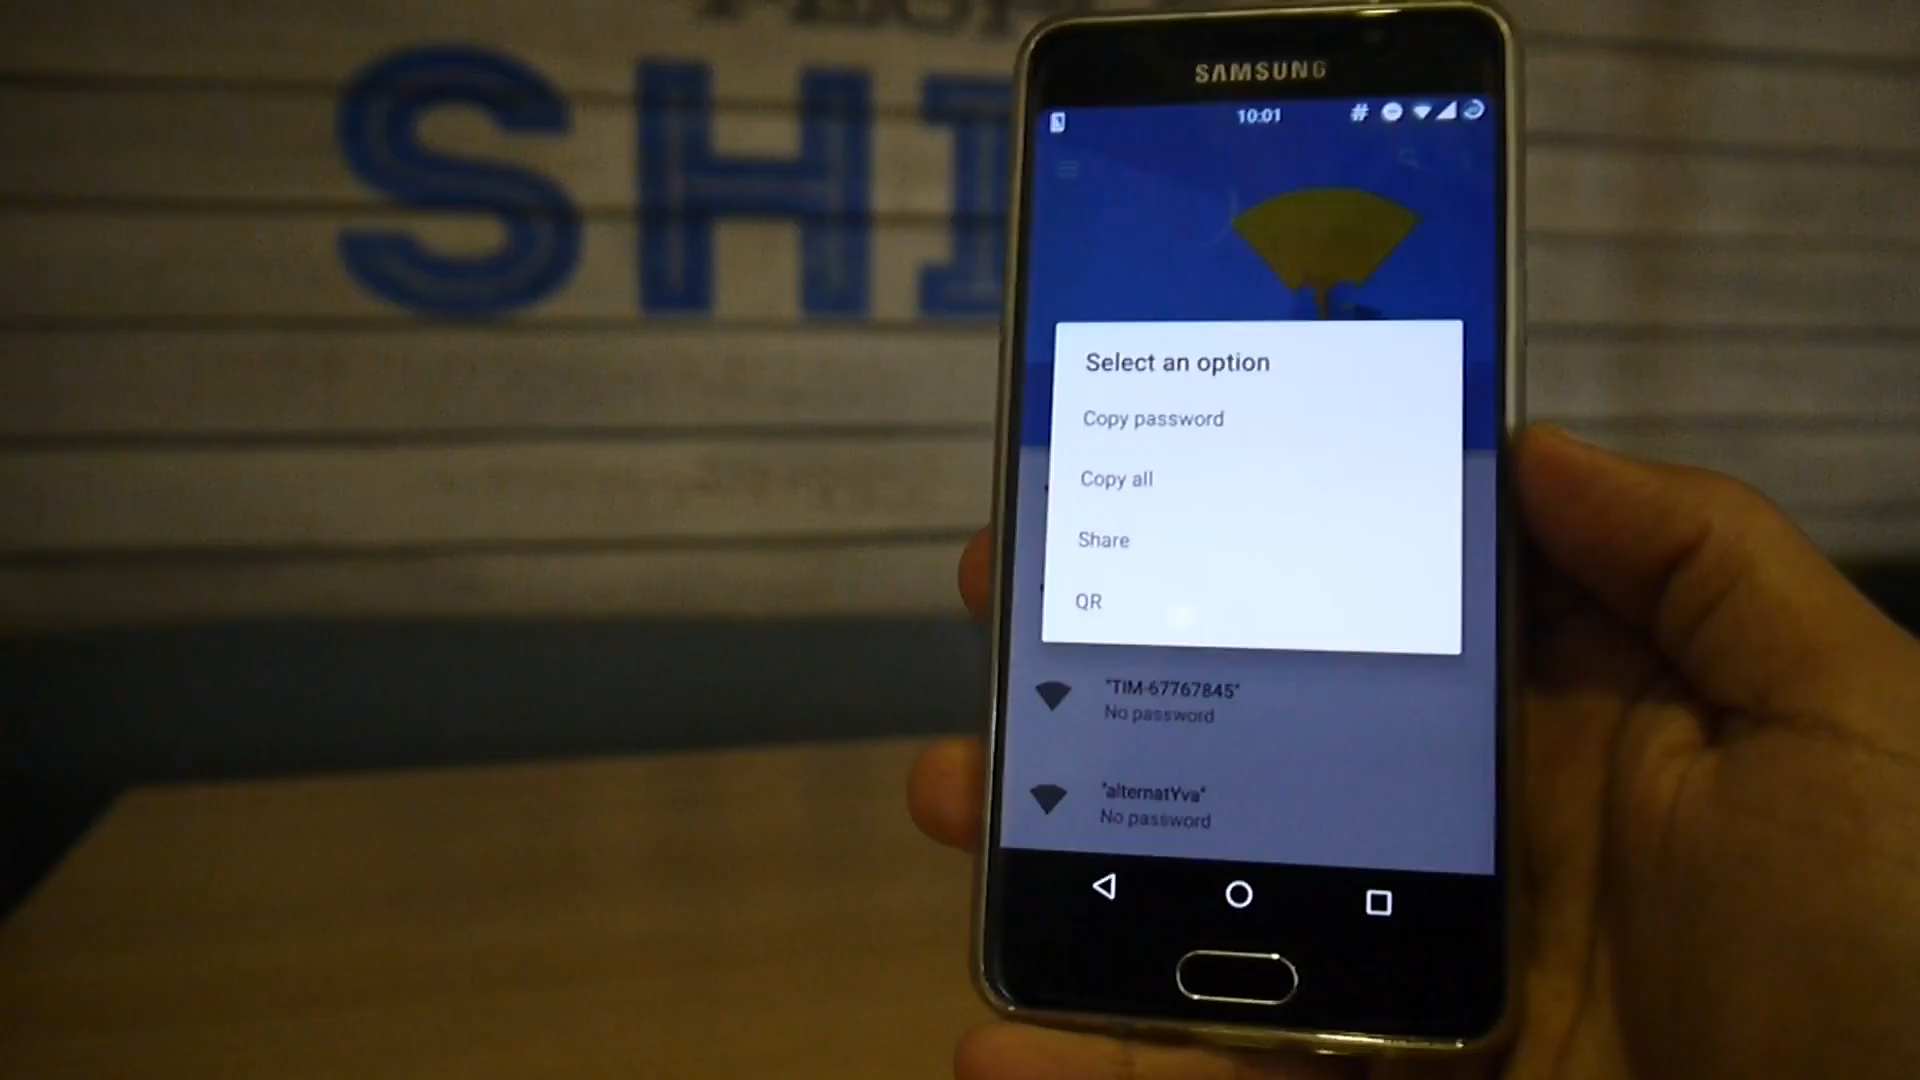 SHI
SAMSUNG
10:01
Select an option
Copy password
Copy all
Share
QR
"TIM-67767845"
No password
"alternatYva"
No password